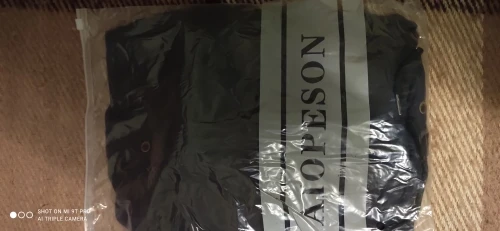 AIOPESON
SHOT ON MI 9T PRO
AI TRIPLE CAMERA